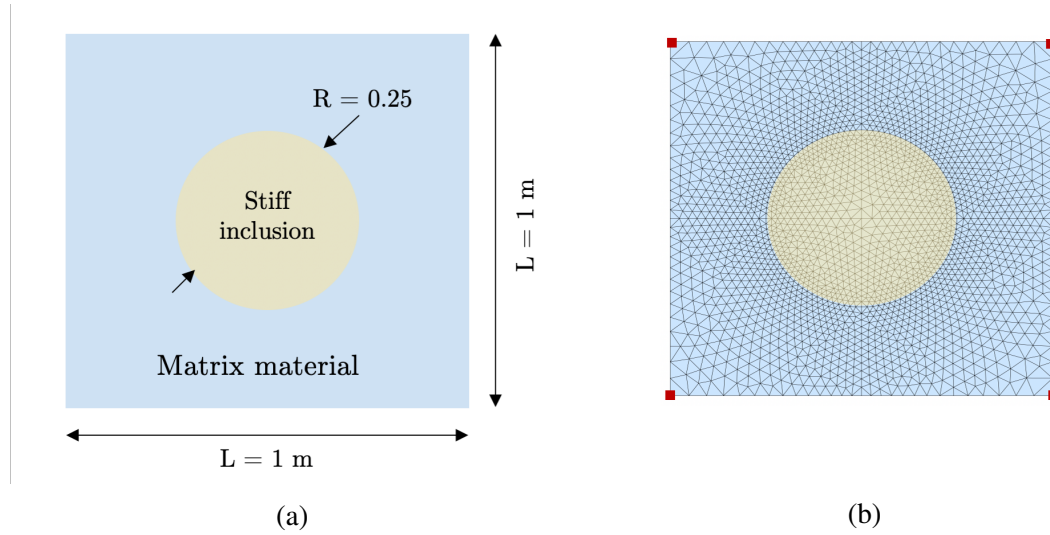 R = 0.25
Stiff
inclusion
L = 1 m
Matrix material
L = 1 m
(a)
(b)